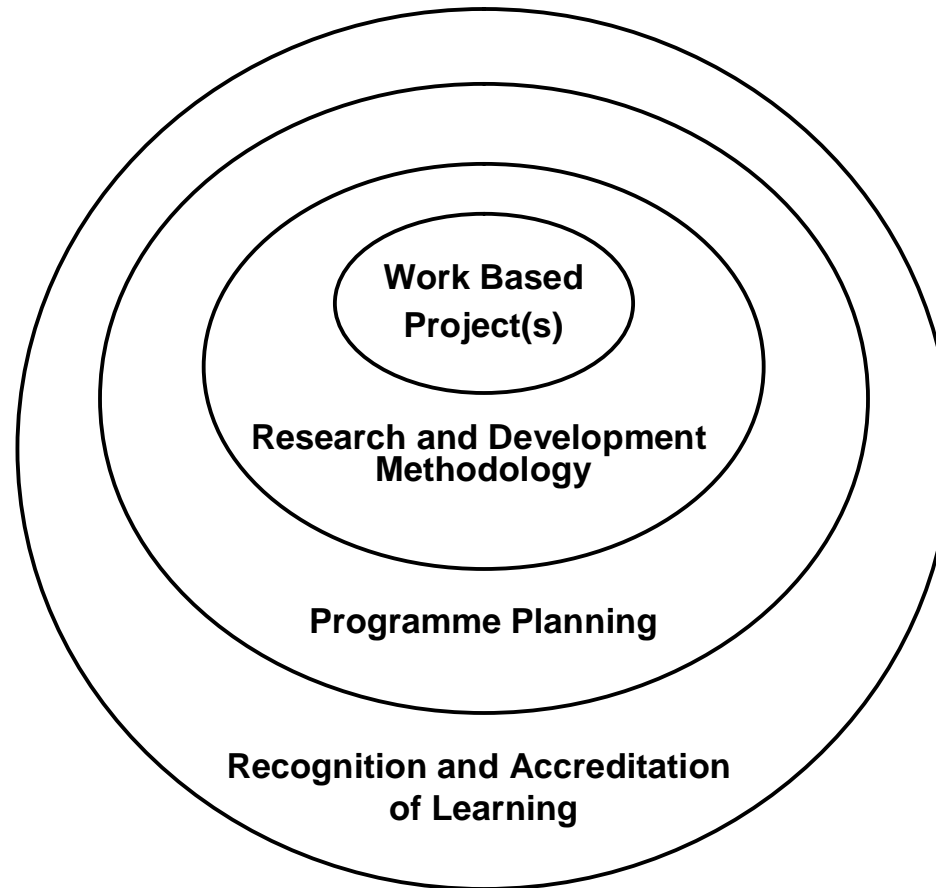 Work Based
Project(s)
Research and Development
Methodology
Programme Planning
Recognition and Accreditation
of Learning